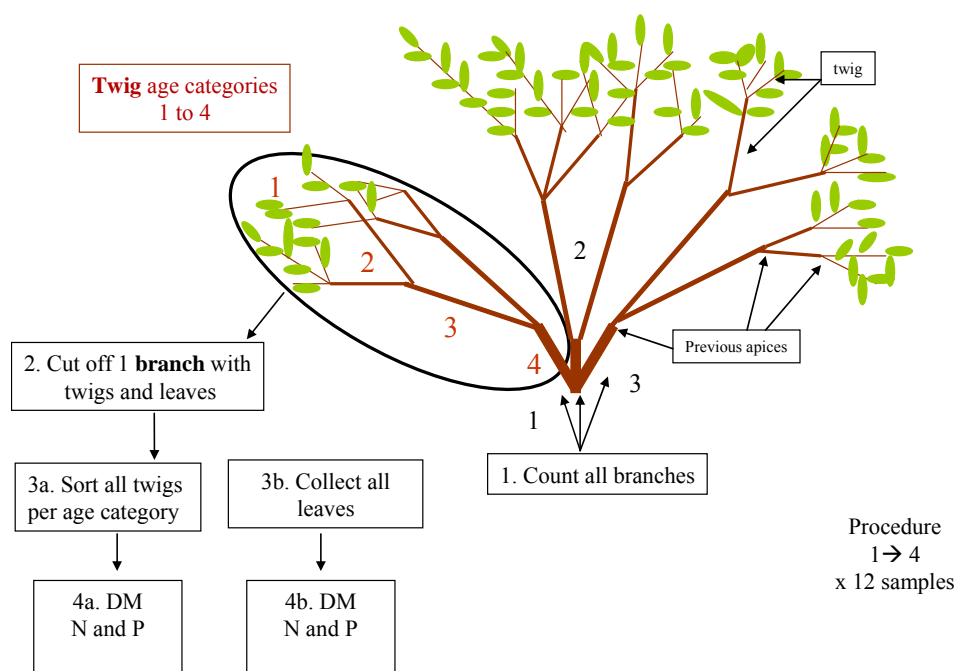 Twig age categories
1 to 4
twig
1
2
3
4
2
1
3
Previous apices
2. Cut off 1 branch with
twigs and leaves
1. Count all branches
3a. Sort all twigs
per age category
3b. Collect all
leaves
4a. DM
N and P
4b. DM
N and P
Procedure
1→ 4
x 12 samples